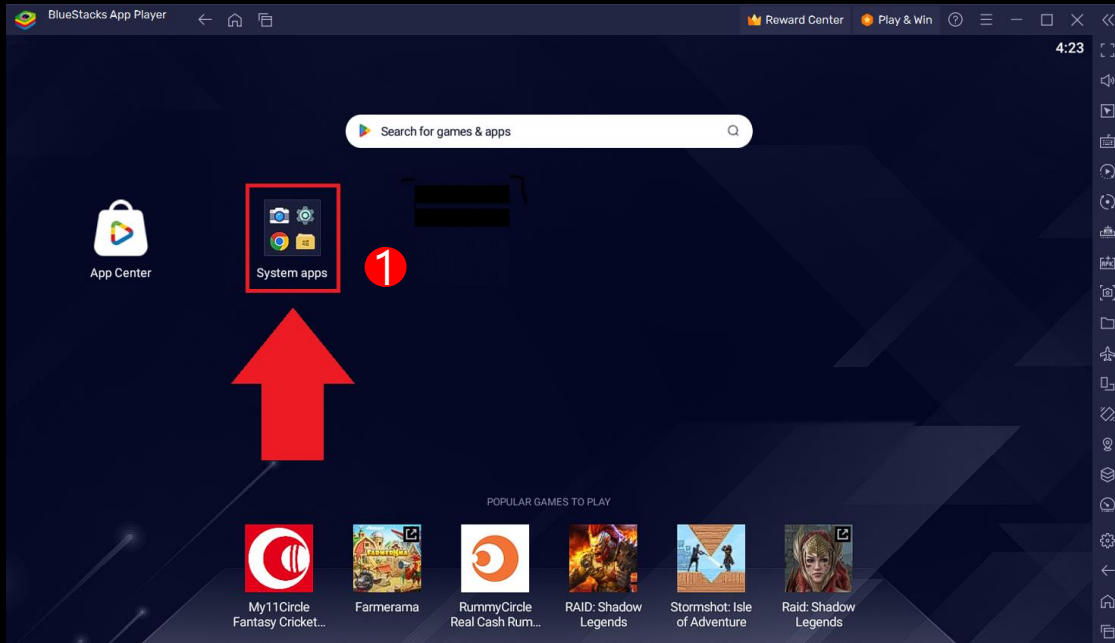 BlueStacks App Player
Reward Center
Play & Win
4:23
Search for games & apps
App Center
System apps
1
POPULAR GAMES TO PLAY
My11Circle
Fantasy Cricket...
Farmerama
RummyCircle
Real Cash Rum...
RAID: Shadow
Legends
Stormshot: Isle
of Adventure
Raid: Shadow
Legends